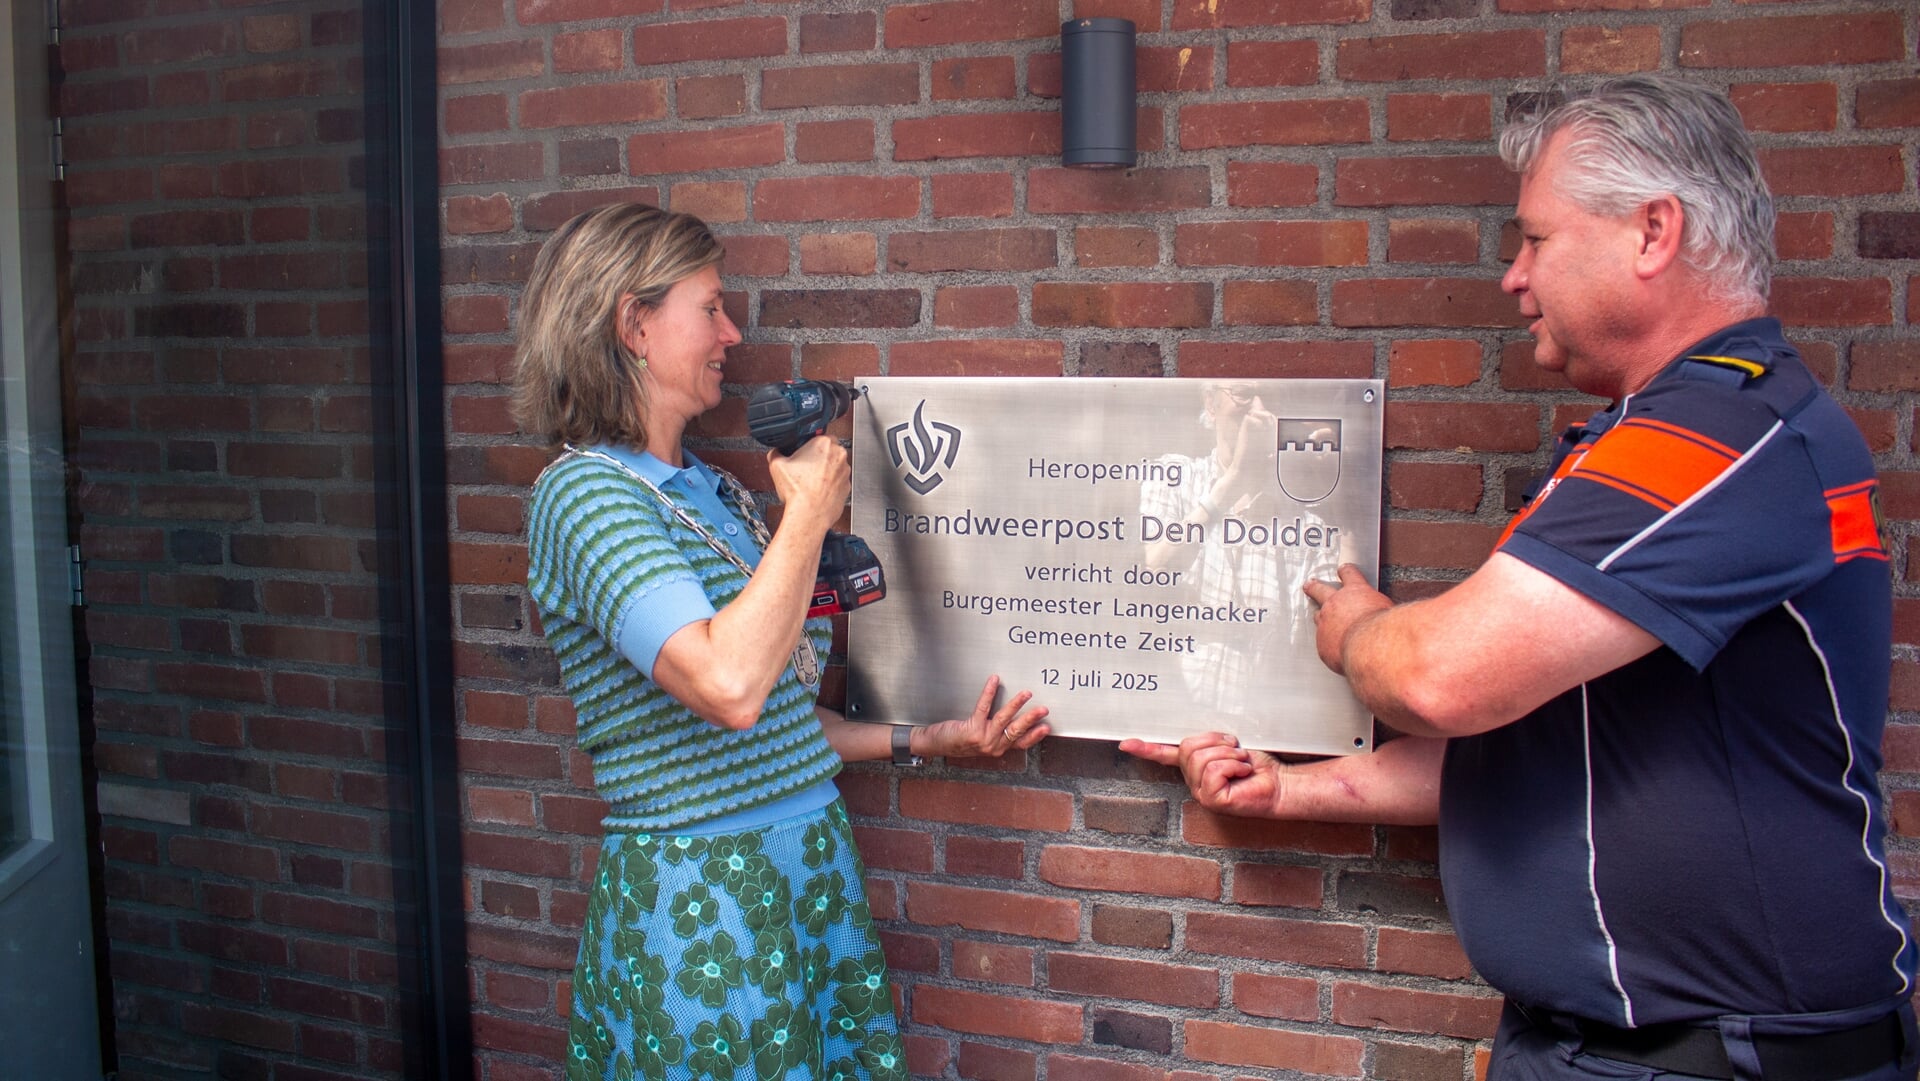 Heropening
Brandweerpost Den Dolder
verricht door
Burgemeester Langenacker
Gemeente Zeist
12 juli 2025